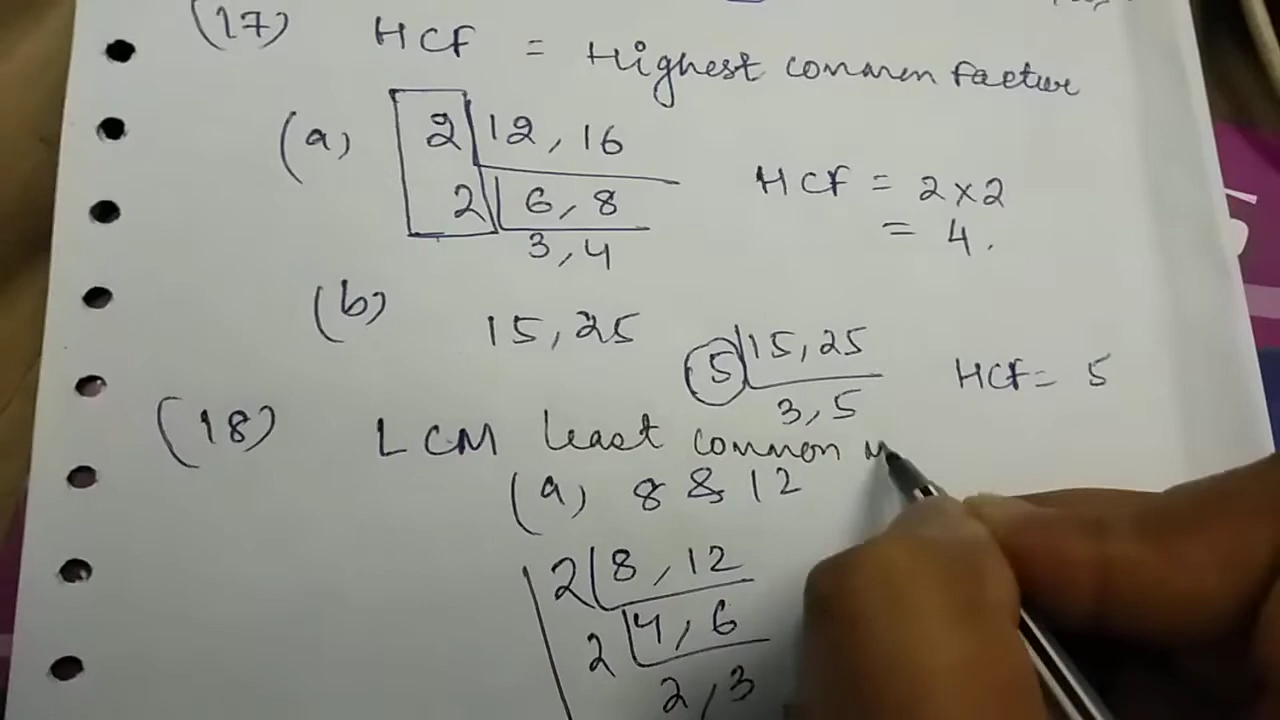 (17) HCF = Highest common factor
(a) 2 | 12, 16
2 | 6, 8
3, 4
HCF = 2 x 2
= 4.
(b) 15, 25
5 | 15, 25
3, 5
HCF = 5
(18) LCM least common
(a) 8 & 12
2 | 8, 12
2 | 4, 6
2, 3